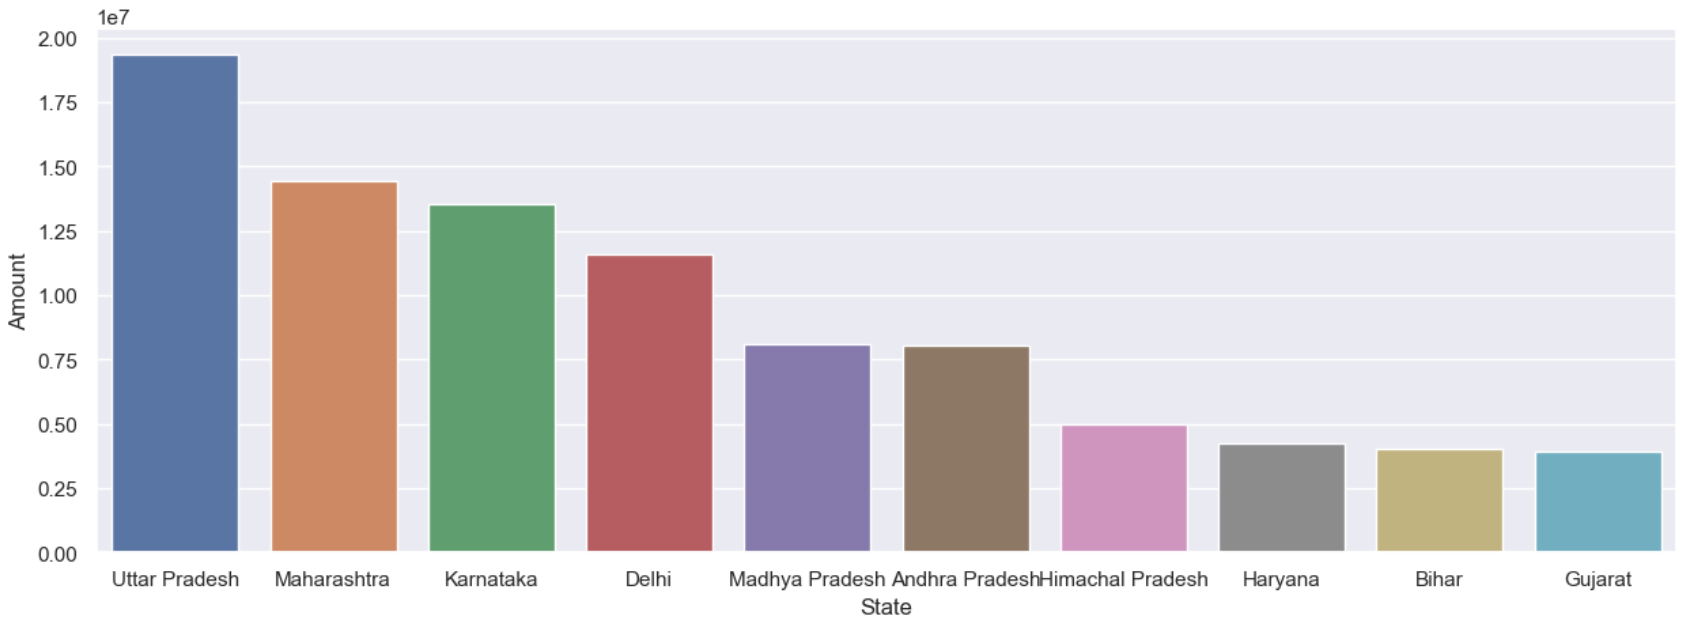 1e7
2.00
1.75
1.50
1.25
1.00
0.75
0.50
0.25
0.00
Amount
Uttar Pradesh Maharashtra Karnataka Delhi Madhya Pradesh Andhra Pradesh Himachal Pradesh Haryana Bihar Gujarat
State